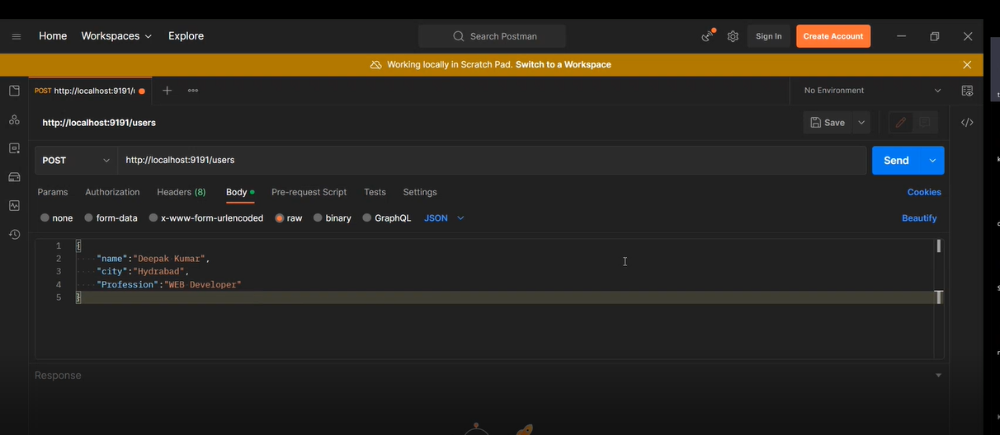 Home Workspaces Explore Search Postman Sign In Create Account
Working locally in Scratch Pad. Switch to a Workspace
POST http://localhost:9191/ No Environment
http://localhost:9191/users Save
POST http://localhost:9191/users Send
Params Authorization Headers (8) Body Pre-request Script Tests Settings Cookies
none form-data x-www-form-urlencoded raw binary GraphQL JSON Beautify
1 {
2 "name":"Deepak Kumar",
3 "city":"Hydrabad",
4 "Profession":"WEB Developer"
5 }
Response